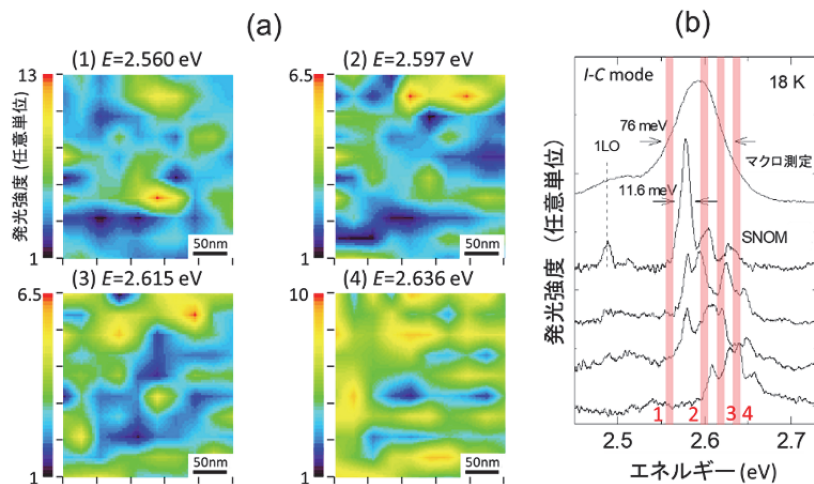 (a)
(1) E=2.560 eV
(2) E=2.597 eV
13
6.5
発光強度 (任意単位)
1
1
50nm
50nm
(3) E=2.615 eV
(4) E=2.636 eV
6.5
10
1
1
50nm
50nm
(b)
I-C mode
18 K
76 meV
1LO
マクロ測定
11.6 meV
SNOM
発光強度 (任意単位)
1 2 3 4
2.5 2.6 2.7
エネルギー (eV)